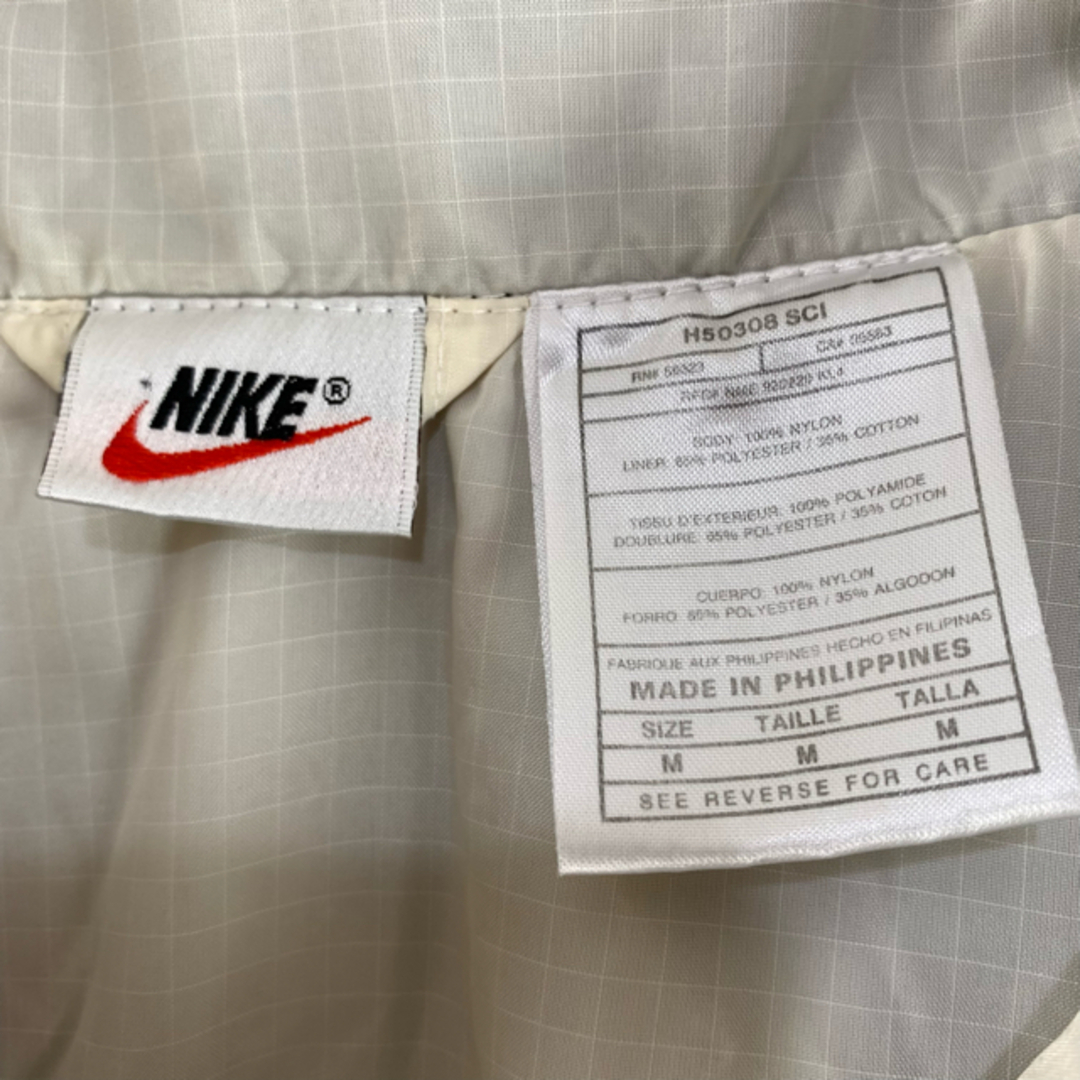 NIKE®
H50308 SCI
RN# 56323 CA# 05553
BODY: 100% NYLON
LINER: 65% POLYESTER / 35% COTTON
TISSU D'EXTERIEUR: 100% POLYAMIDE
DOUBLURE: 65% POLYESTER / 35% COTON
CUERPO: 100% NYLON
FORRO: 65% POLYESTER / 35% ALGODON
FABRIQUE AUX PHILIPPINES HECHO EN FILIPINAS
MADE IN PHILIPPINES
SIZE TAILLE TALLA
M M M
SEE REVERSE FOR CARE